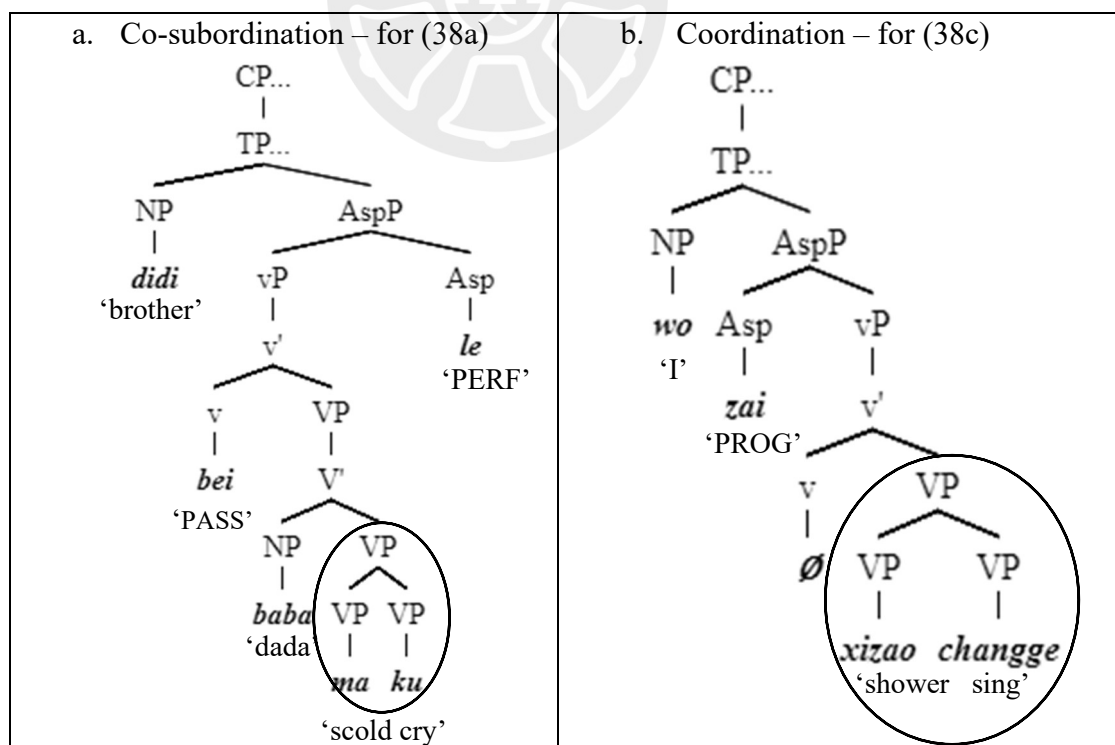 a. Co-subordination – for (38a)
CP...
TP...
NP AspP
didi vP Asp
‘brother’
v' le
‘PERF’
v VP
bei V'
‘PASS’
NP VP
baba VP VP
‘dada’
ma ku
‘scold cry’
b. Coordination – for (38c)
CP...
TP...
NP AspP
wo Asp vP
‘I’
zai v'
‘PROG’
v VP
Ø VP VP
xizao changge
‘shower sing’